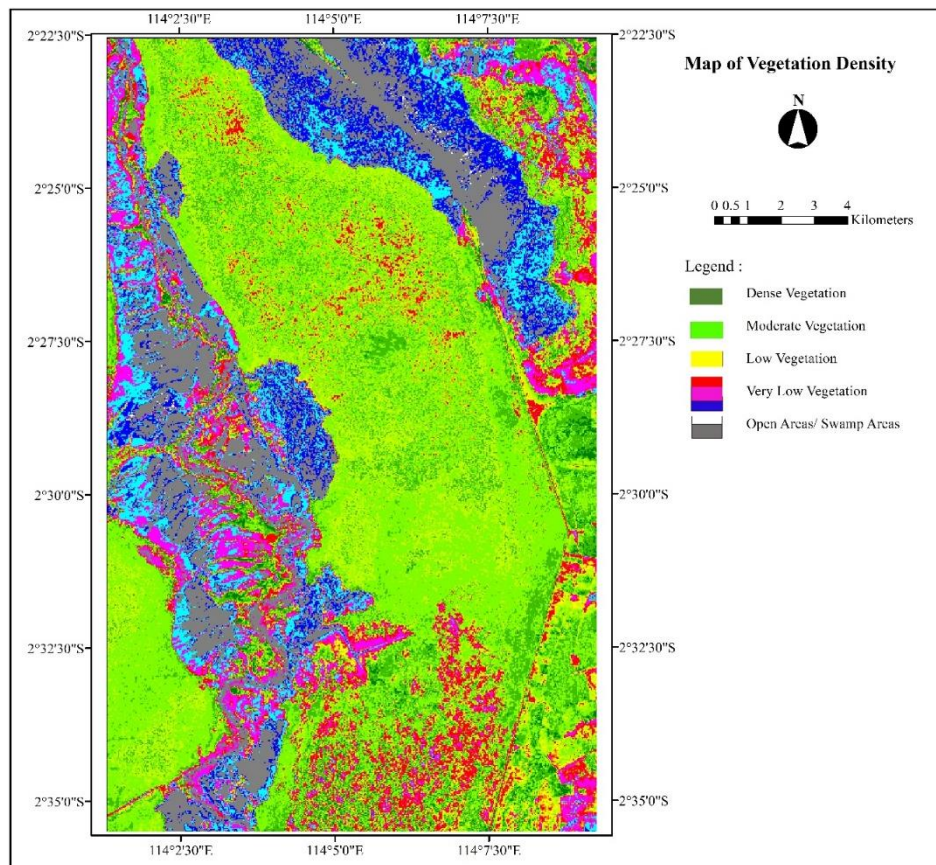 114°2'30"E 114°5'0"E 114°7'30"E
2°22'30"S 2°22'30"S
Map of Vegetation Density
N
2°25'0"S 2°25'0"S
0 0.5 1 2 3 4
Kilometers
Legend :
Dense Vegetation
Moderate Vegetation
2°27'30"S 2°27'30"S
Low Vegetation
Very Low Vegetation
Open Areas/ Swamp Areas
2°30'0"S 2°30'0"S
2°32'30"S 2°32'30"S
2°35'0"S 2°35'0"S
114°2'30"E 114°5'0"E 114°7'30"E